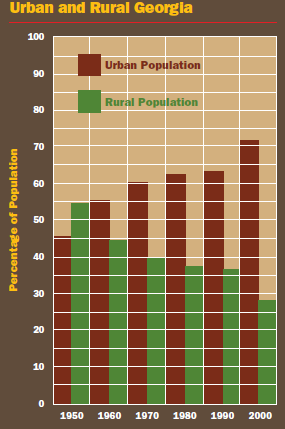 Urban and Rural Georgia
100
90
80
70
60
50
40
30
20
10
0
Percentage of Population
Urban Population
Rural Population
1950 1960 1970 1980 1990 2000